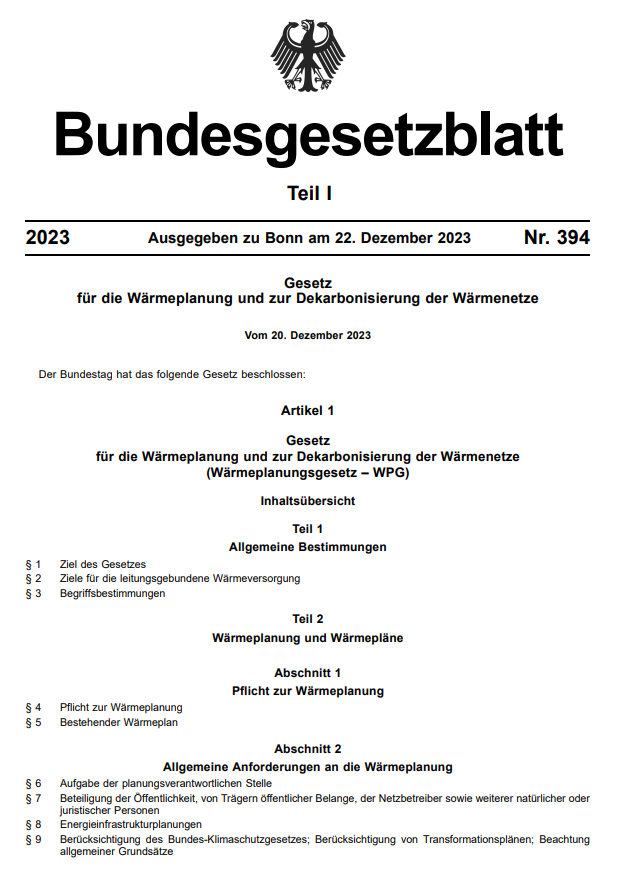 Bundesgesetzblatt
Teil I
2023 Ausgegeben zu Bonn am 22. Dezember 2023 Nr. 394
Gesetz
für die Wärmeplanung und zur Dekarbonisierung der Wärmenetze
Vom 20. Dezember 2023
Der Bundestag hat das folgende Gesetz beschlossen:
Artikel 1
Gesetz
für die Wärmeplanung und zur Dekarbonisierung der Wärmenetze
(Wärmeplanungsgesetz – WPG)
Inhaltsübersicht
Teil 1
Allgemeine Bestimmungen
§ 1 Ziel des Gesetzes
§ 2 Ziele für die leitungsgebundene Wärmeversorgung
§ 3 Begriffsbestimmungen
Teil 2
Wärmeplanung und Wärmepläne
Abschnitt 1
Pflicht zur Wärmeplanung
§ 4 Pflicht zur Wärmeplanung
§ 5 Bestehender Wärmeplan
Abschnitt 2
Allgemeine Anforderungen an die Wärmeplanung
§ 6 Aufgabe der planungsverantwortlichen Stelle
§ 7 Beteiligung der Öffentlichkeit, von Trägern öffentlicher Belange, der Netzbetreiber sowie weiterer natürlicher oder
juristischer Personen
§ 8 Energieinfrastrukturplanungen
§ 9 Berücksichtigung des Bundes-Klimaschutzgesetzes; Berücksichtigung von Transformationsplänen; Beachtung
allgemeiner Grundsätze